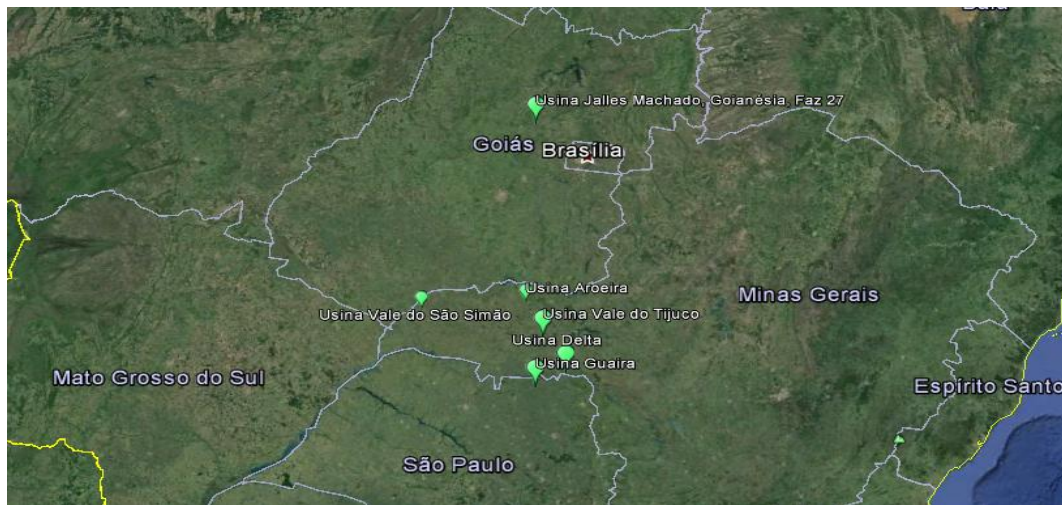 Usina Jalles Machado, Goianésia, Faz 27
Goiás
Brasília
Usina Aroeira
Minas Gerais
Usina Vale do São Simão
Usina Vale do Tijuco
Usina Delta
Usina Guaira
Mato Grosso do Sul
Espírito Santo
São Paulo